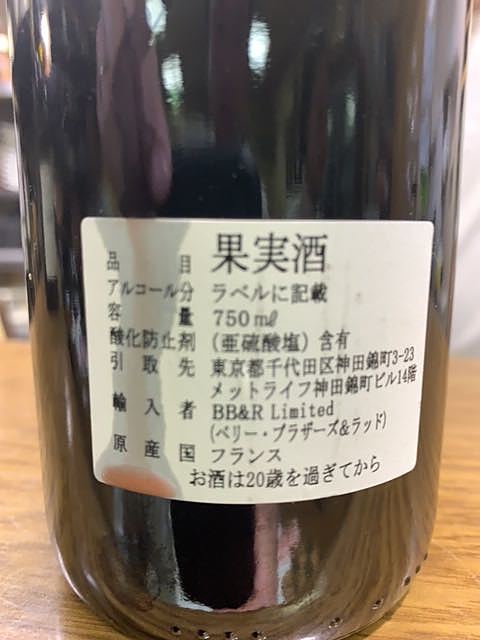 品目 果実酒
アルコール分 ラベルに記載
容量 750㎖
酸化防止剤 (亜硫酸塩)含有
引取先 東京都千代田区神田錦町3-23
メットライフ神田錦町ビル14階
輸入者 BB&R Limited
(ベリー・ブラザーズ&ラッド)
原産国 フランス
お酒は20歳を過ぎてから